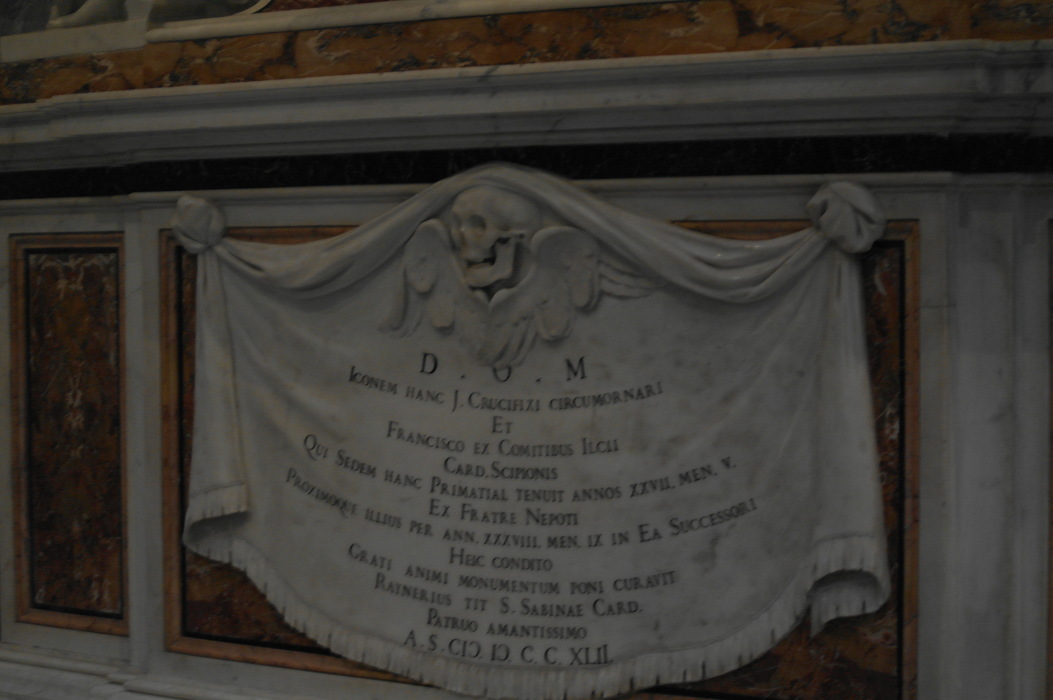 D . O . M
ICONEM HANC J. CRUCIFIXI CIRCUMORNARI
ET
FRANCISCO EX COMITIBUS ILCII
CARD. SCIPIONIS
QUI SEDEM HANC PRIMATIAL TENUIT ANNOS XXVII. MEN. V.
EX FRATRE NEPOTI
PROXIMOQUE ILLIUS PER ANN. XXXVIII. MEN. IX IN EA SUCCESSORI
HEIC CONDITO
GRATI ANIMI MONUMENTUM PONI CURAVIT
RAYNERIUS TIT S. SABINAE CARD.
PATRUO AMANTISSIMO
A. S. CIↃ. IↃ. C C. XLII.